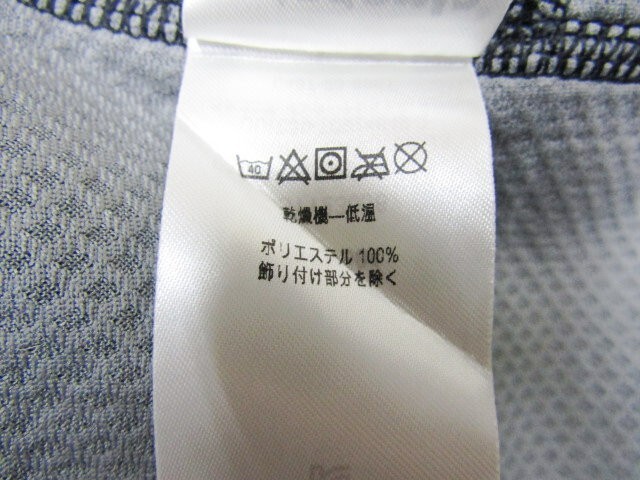 40
乾燥機—低温
ポリエステル 100%
飾り付け部分を除く